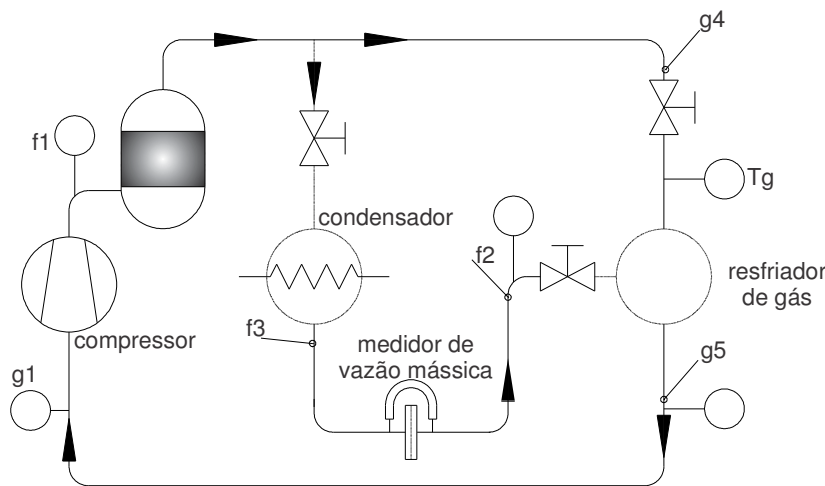 g4
f1
Tg
condensador
f2
resfriador
de gás
f3
compressor
medidor de
vazão mássica
g5
g1